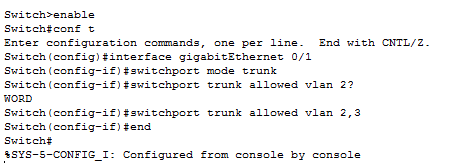 Switch>enable
Switch#conf t
Enter configuration commands, one per line.  End with CNTL/Z.
Switch(config)#interface gigabitEthernet 0/1
Switch(config-if)#switchport mode trunk
Switch(config-if)#switchport trunk allowed vlan 2?
WORD
Switch(config-if)#switchport trunk allowed vlan 2,3
Switch(config-if)#end
Switch#
%SYS-5-CONFIG_I: Configured from console by console